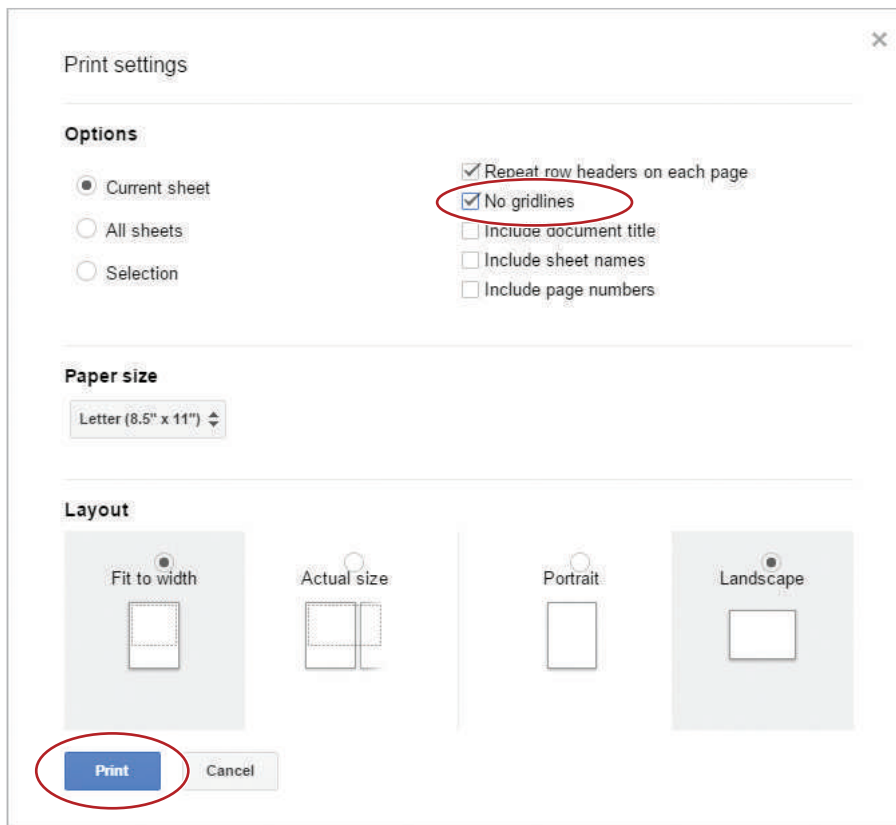 Print settings
Options
Current sheet
All sheets
Selection
Repeat row headers on each page
No gridlines
Include document title
Include sheet names
Include page numbers
Paper size
Letter (8.5" x 11")
Layout
Fit to width
Actual size
Portrait
Landscape
Print
Cancel